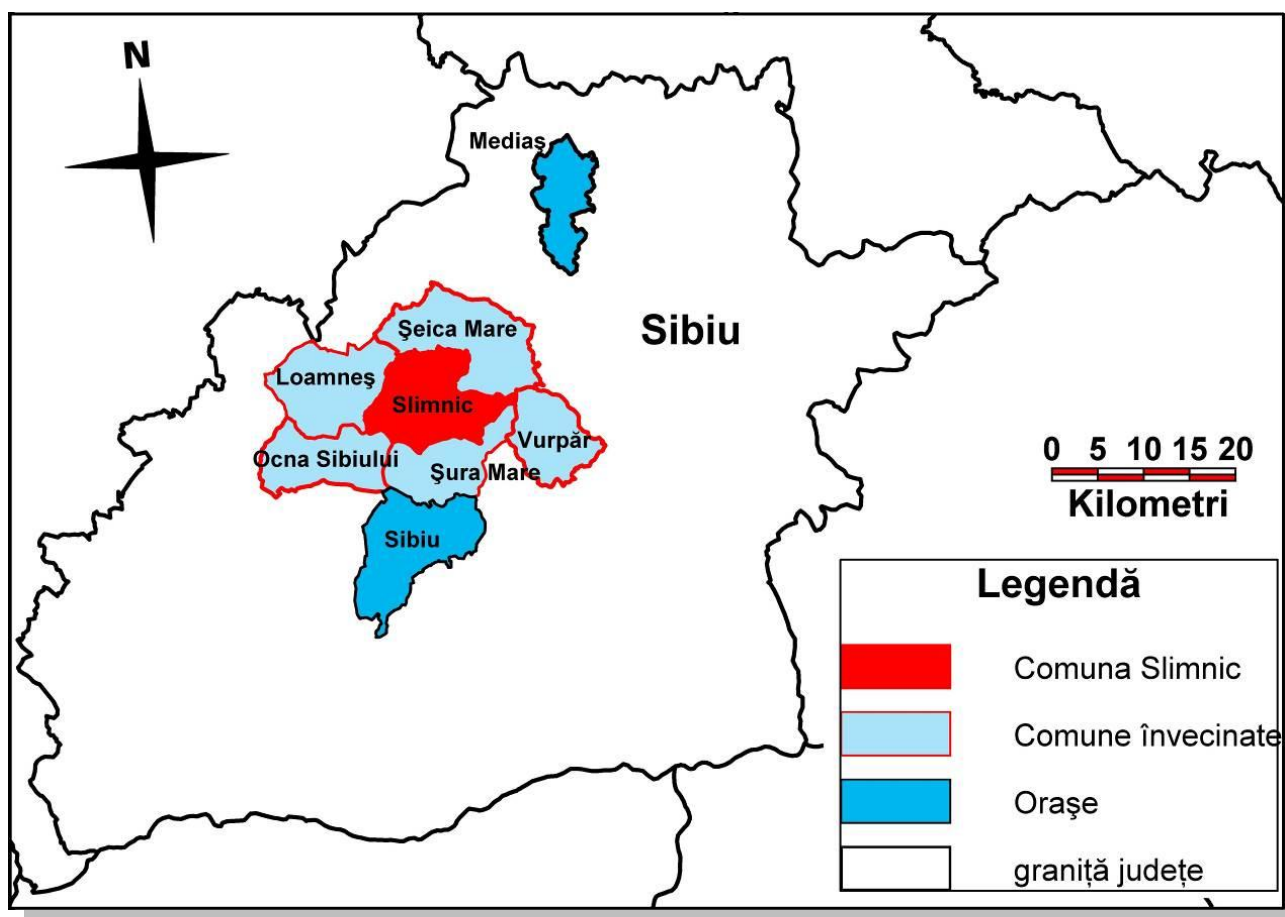 N
Mediaş
Şeica Mare
Sibiu
Loamneş
Slimnic
Vurpăr
Ocna Sibiului
Şura Mare
Sibiu
0 5 10 15 20
Kilometri
Legendă
Comuna Slimnic
Comune învecinate
Oraşe
graniță județe